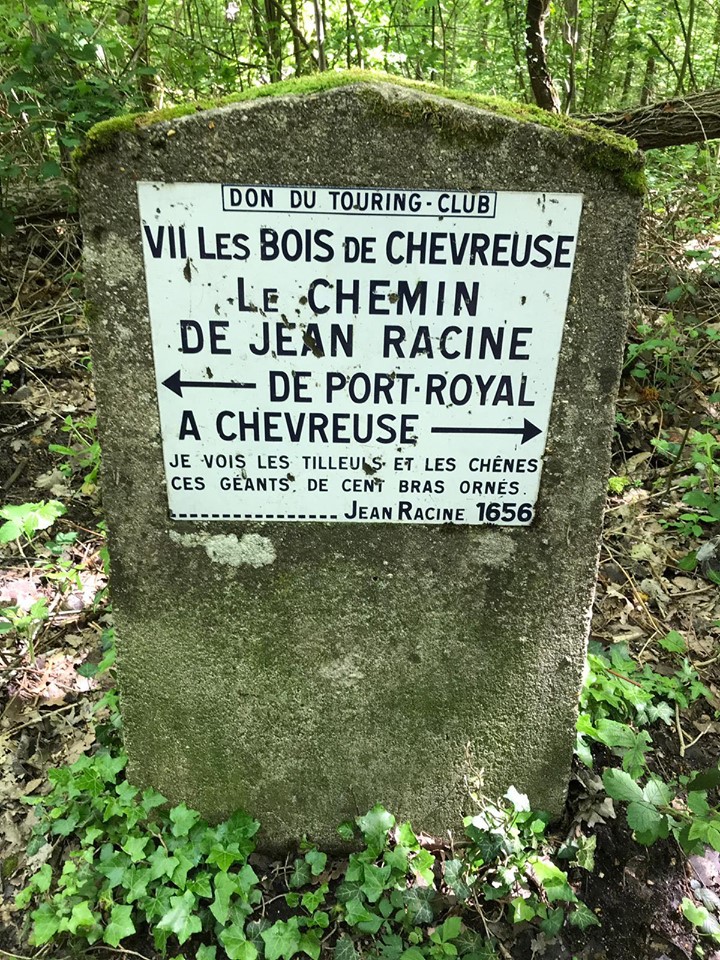 DON DU TOURING-CLUB
VII LES BOIS DE CHEVREUSE
LE CHEMIN
DE JEAN RACINE
← DE PORT-ROYAL
A CHEVREUSE →
JE VOIS LES TILLEULS ET LES CHÊNES
CES GÉANTS DE CENT BRAS ORNÉS.
JEAN RACINE 1656